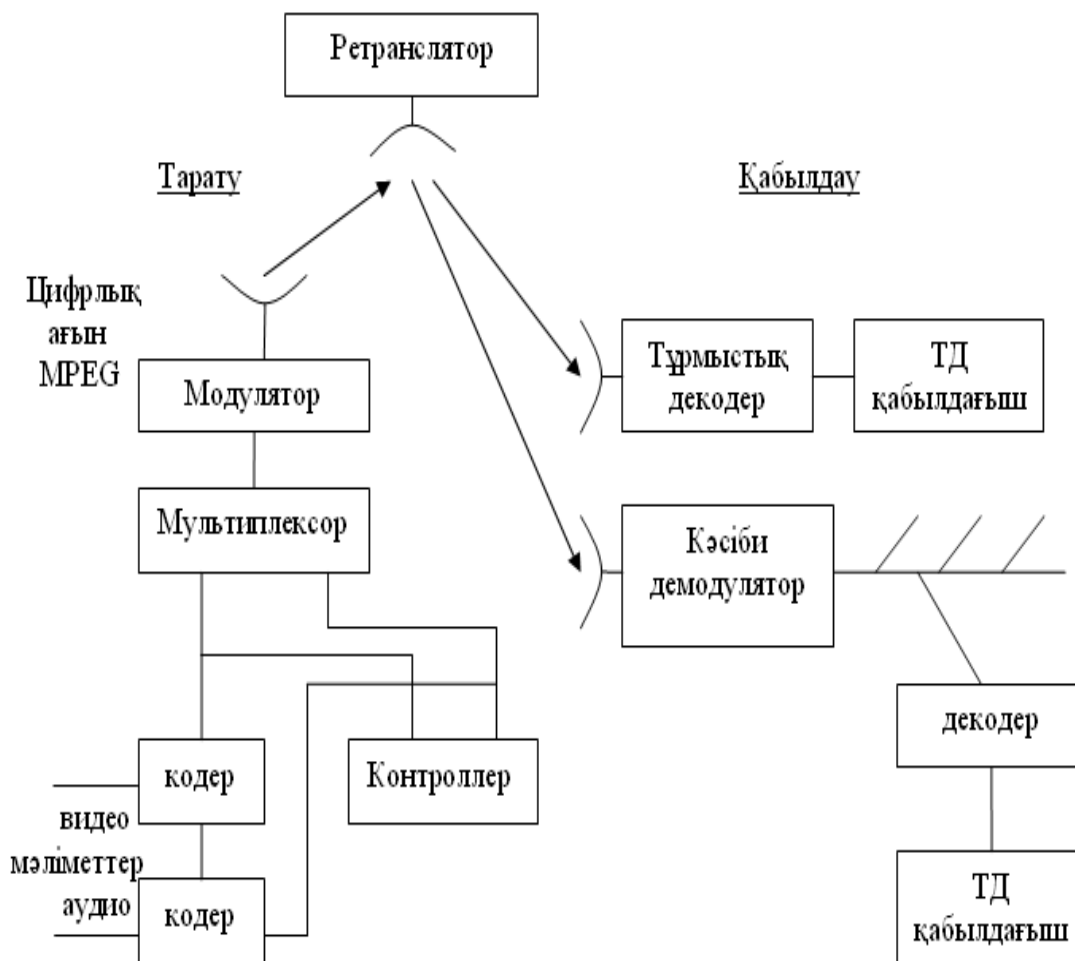 Ретранслятор
Тарату
Қабылдау
Цифрлық
ағын
MPEG
Модулятор
Мультиплексор
Тұрмыстық
декодер
ТД
қабылдағыш
Кәсіби
демодулятор
кодер
Контроллер
видео
мәліметтер
аудио
кодер
декодер
ТД
қабылдағыш